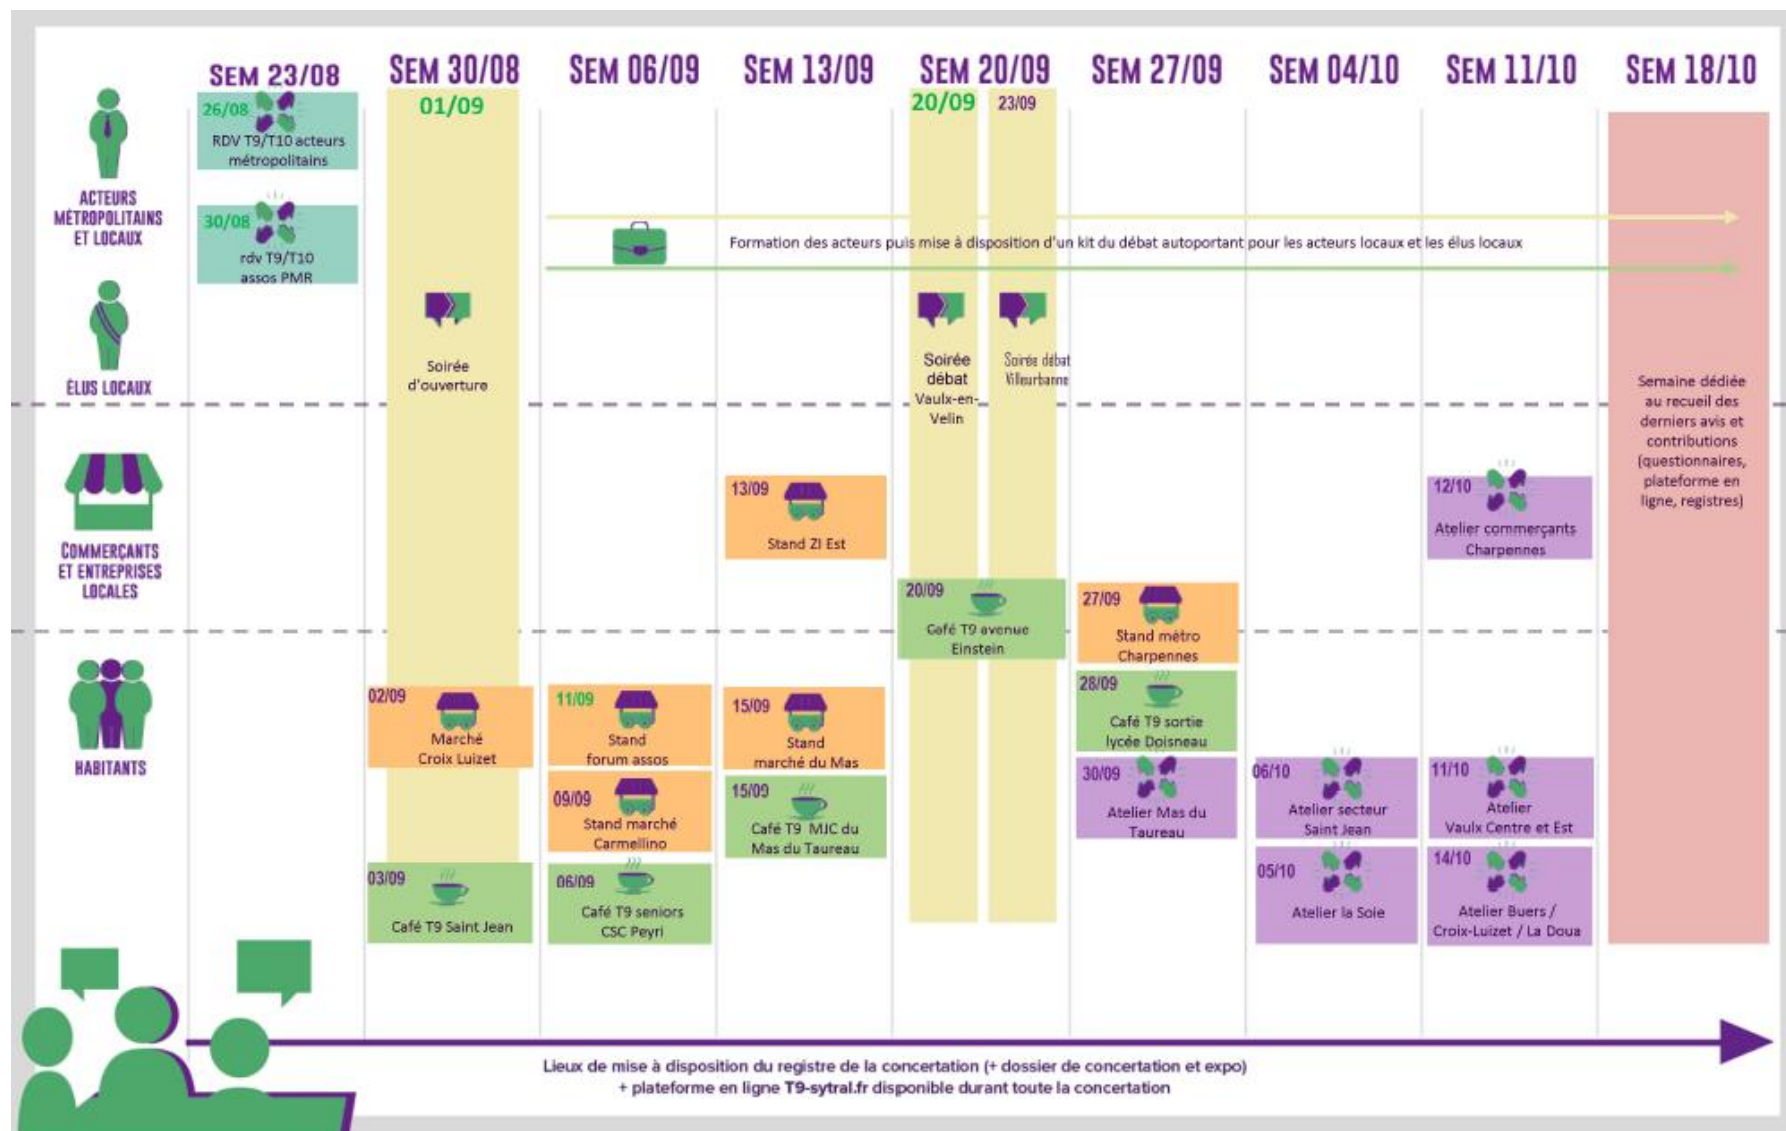 SEM 23/08
SEM 30/08
SEM 06/09
SEM 13/09
SEM 20/09
SEM 27/09
SEM 04/10
SEM 11/10
SEM 18/10
ACTEURS
MÉTROPOLITAINS
ET LOCAUX
26/08
RDV T9/T10 acteurs
métropolitains
30/08
rdv T9/T10
assos PMR
01/09
20/09
23/09
Formation des acteurs puis mise à disposition d'un kit du débat autoportant pour les acteurs locaux et les élus locaux
ÉLUS LOCAUX
Soirée
d'ouverture
Soirée
débat
Vaulx-en-
Velin
Soirée débat
Villeurbanne
Semaine dédiée
au recueil des
derniers avis et
contributions
(questionnaires,
plateforme en
ligne, registres)
COMMERÇANTS
ET ENTREPRISES
LOCALES
13/09
Stand ZI Est
12/10
Atelier commerçants
Charpennes
20/09
Café T9 avenue
Einstein
27/09
Stand métro
Charpennes
HABITANTS
02/09
Marché
Croix Luizet
11/09
Stand
forum assos
15/09
Stand
marché du Mas
28/09
Café T9 sortie
lycée Doisneau
09/09
Stand marché
Carmellino
15/09
Café T9 MJC du
Mas du Taureau
30/09
Atelier Mas du
Taureau
06/10
Atelier secteur
Saint Jean
11/10
Atelier
Vaulx Centre et Est
03/09
Café T9 Saint Jean
06/09
Café T9 seniors
CSC Peyri
05/10
Atelier la Soie
14/10
Atelier Buers /
Croix-Luizet / La Doua
Lieux de mise à disposition du registre de la concertation (+ dossier de concertation et expo)
+ plateforme en ligne T9-sytral.fr disponible durant toute la concertation